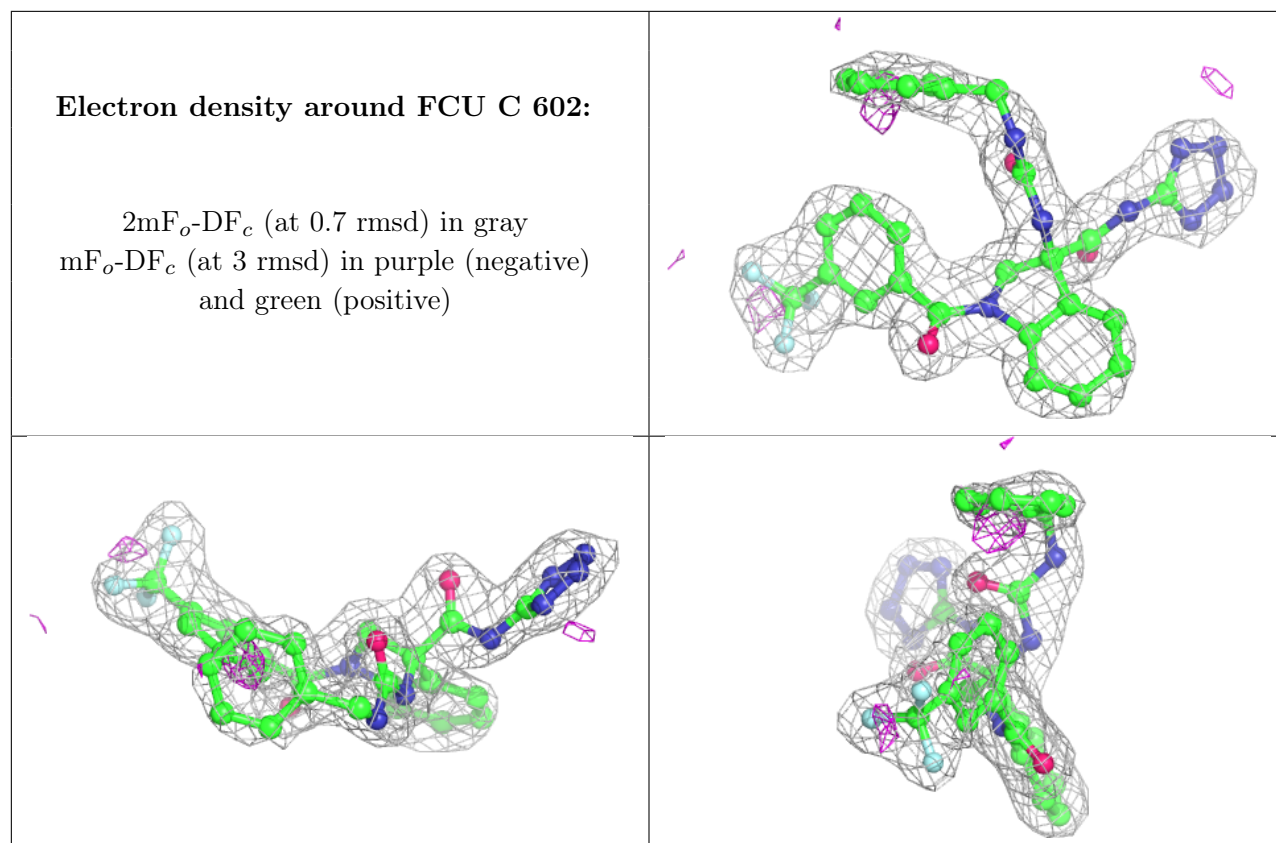 Electron density around FCU C 602:
2mFo-DFc (at 0.7 rmsd) in gray
mFo-DFc (at 3 rmsd) in purple (negative)
and green (positive)